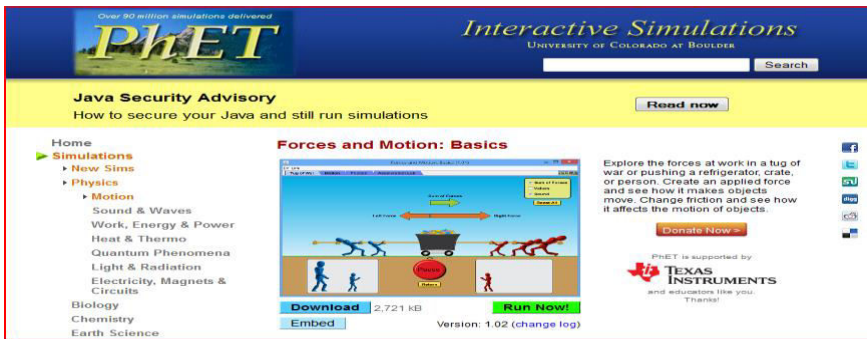 Over 90 million simulations delivered
PhET
Interactive Simulations
UNIVERSITY OF COLORADO AT BOULDER
Search
Java Security Advisory
How to secure your Java and still run simulations
Read now
Home
Simulations
New Sims
Physics
Motion
Sound & Waves
Work, Energy & Power
Heat & Thermo
Quantum Phenomena
Light & Radiation
Electricity, Magnets &
Circuits
Biology
Chemistry
Earth Science
Forces and Motion: Basics
Sum of Forces
Left Force
Right Force
Download 2,721 kB
Run Now!
Embed
Version: 1.02 (change log)
Explore the forces at work in a tug of
war or pushing a refrigerator, crate,
or person. Create an applied force
and see how it makes objects
move. Change friction and see how
it affects the motion of objects.
Donate Now >
PhET is supported by
TEXAS
INSTRUMENTS
and educators like you.
Thanks!
digg